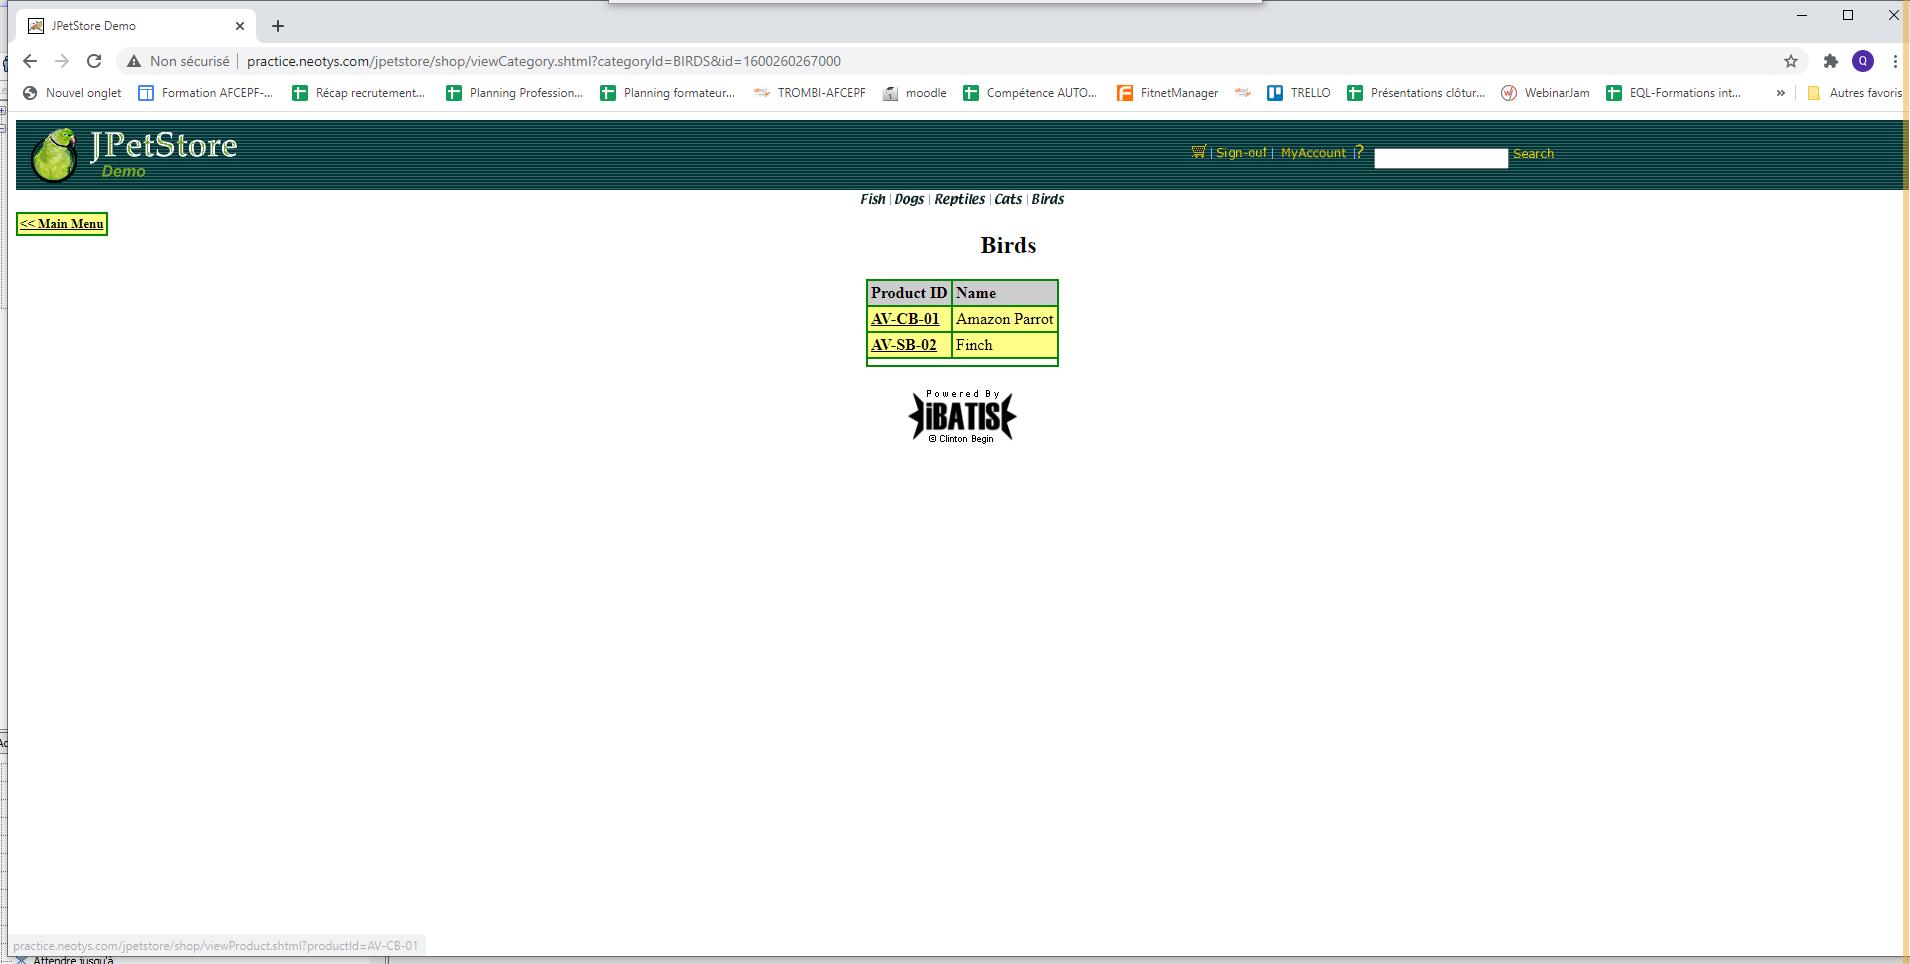 JPetStore Demo
Non sécurisé practice.neotys.com/jpetstore/shop/viewCategory.shtml?categoryId=BIRDS&id=1600260267000
Nouvel onglet Formation AFCEPF-... Récap recrutement... Planning Profession... Planning formateur... TROMBI-AFCEPF moodle Compétence AUTO... FitnetManager TRELLO Présentations clôtur... WebinarJam EQL-Formations int... » Autres favoris
JPetStore
Demo
| Sign-out | MyAccount | ? Search
Fish | Dogs | Reptiles | Cats | Birds
<< Main Menu
Birds
Product ID Name
AV-CB-01 Amazon Parrot
AV-SB-02 Finch
Powered By
iBATIS
© Clinton Begin
practice.neotys.com/jpetstore/shop/viewProduct.shtml?productId=AV-CB-01
Attendre jusqu'à